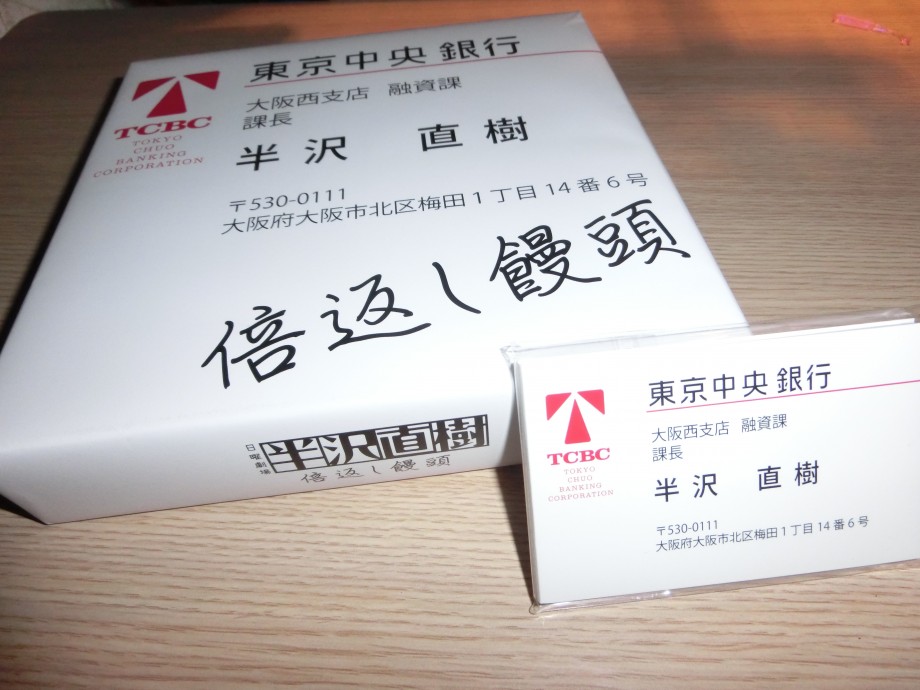 東京中央銀行
大阪西支店 融資課
課長
半沢 直樹
〒530-0111
大阪府大阪市北区梅田1丁目14番6号
TCBC
TOKYO
CHUO
BANKING
CORPORATION
倍返し饅頭
日曜劇場
半沢直樹
倍返し饅頭
東京中央銀行
大阪西支店 融資課
課長
半沢 直樹
〒530-0111
大阪府大阪市北区梅田1丁目14番6号
TCBC
TOKYO
CHUO
BANKING
CORPORATION